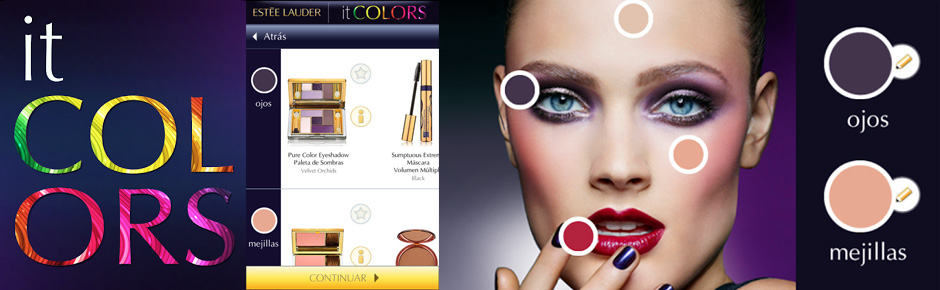 it
COL
ORS
ESTĒE LAUDER
it COLORS
Atrás
ojos
Pure Color Eyeshadow
Paleta de Sombras
Velvet Orchids
Sumptuous Extrem
Máscara
Volumen Múltipl
Black
mejillas
CONTINUAR
ojos
mejillas